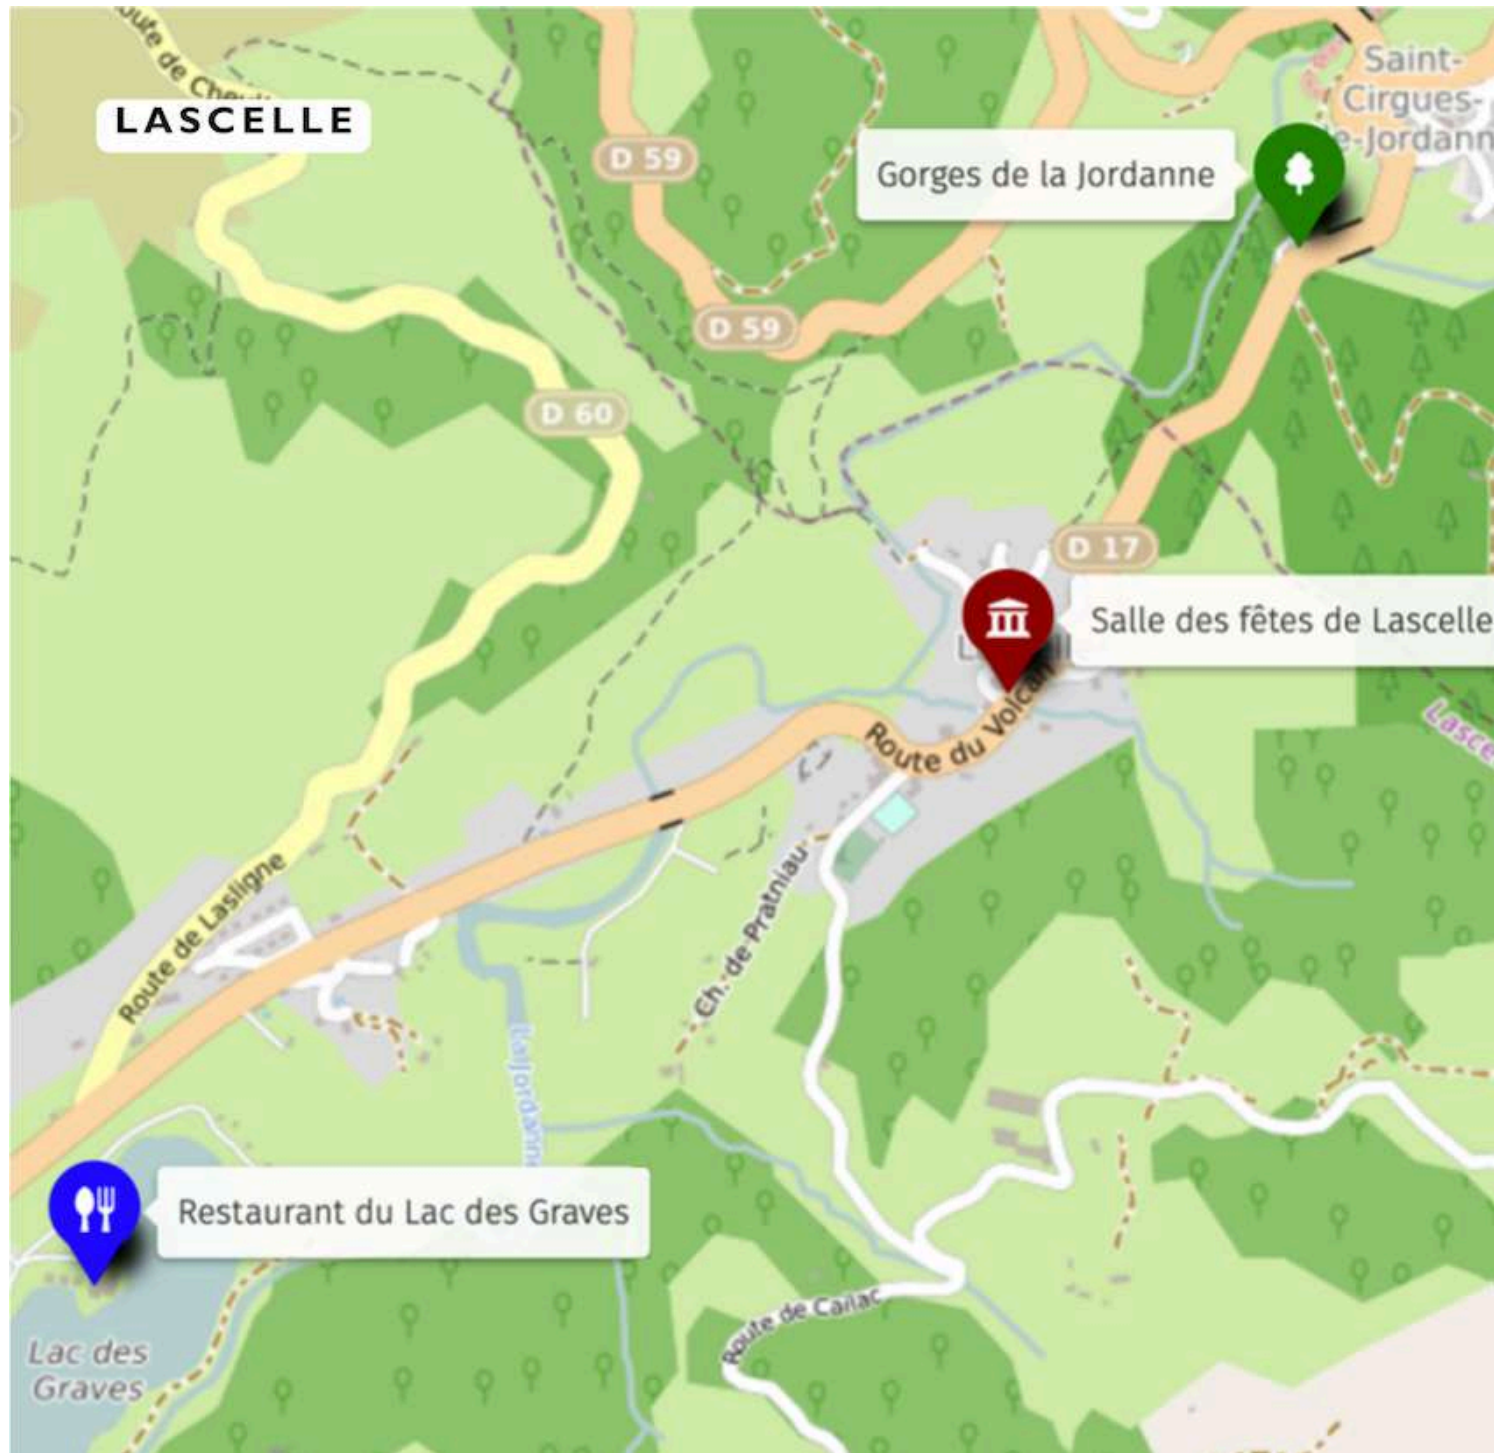 LASCELLE
D 59
Saint-
Cirgues-
Gorges de la Jordanne
D 59
D 60
D 17
Salle des fêtes de Lascelle
Route du Volcan
Route de Lasligne
Ch. de Pratniau
Restaurant du Lac des Graves
Route de Caïlac
Lac des
Graves